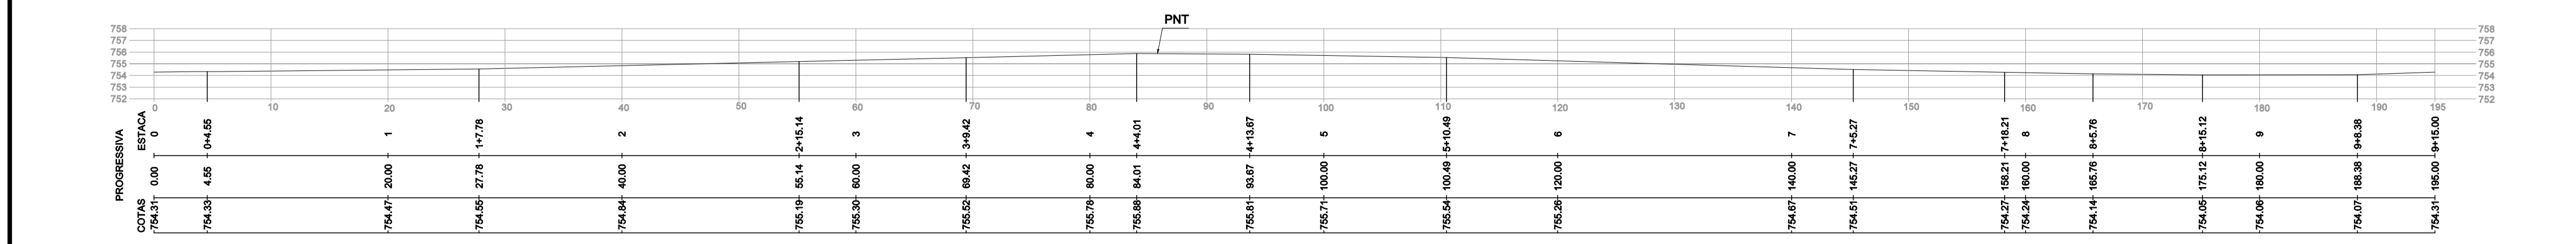 PNT
758 758
757 757
756 756
755 755
754 754
753 753
752 752
0 10 20 30 40 50 60 70 80 90 100 110 120 130 140 150 160 170 180 190 195
PROGRESSIVA
ESTACA 0 0+4.55 1 1+7.78 2 2+15.14 3 3+9.42 4 4+4.01 4+13.67 5 5+10.49 6 7 7+5.27 7+18.21 8 8+5.76 8+15.12 9 9+8.38 9+15.00
0.00 4.55 20.00 27.78 40.00 55.14 60.00 69.42 80.00 84.01 93.67 100.00 100.49 120.00 140.00 145.27 158.21 160.00 165.76 175.12 180.00 188.38 195.00
COTAS 754.31 754.33 754.47 754.55 754.84 755.19 755.30 755.52 755.78 755.88 755.81 755.71 755.54 755.26 754.67 754.51 754.27 754.24 754.14 754.05 754.06 754.07 754.31